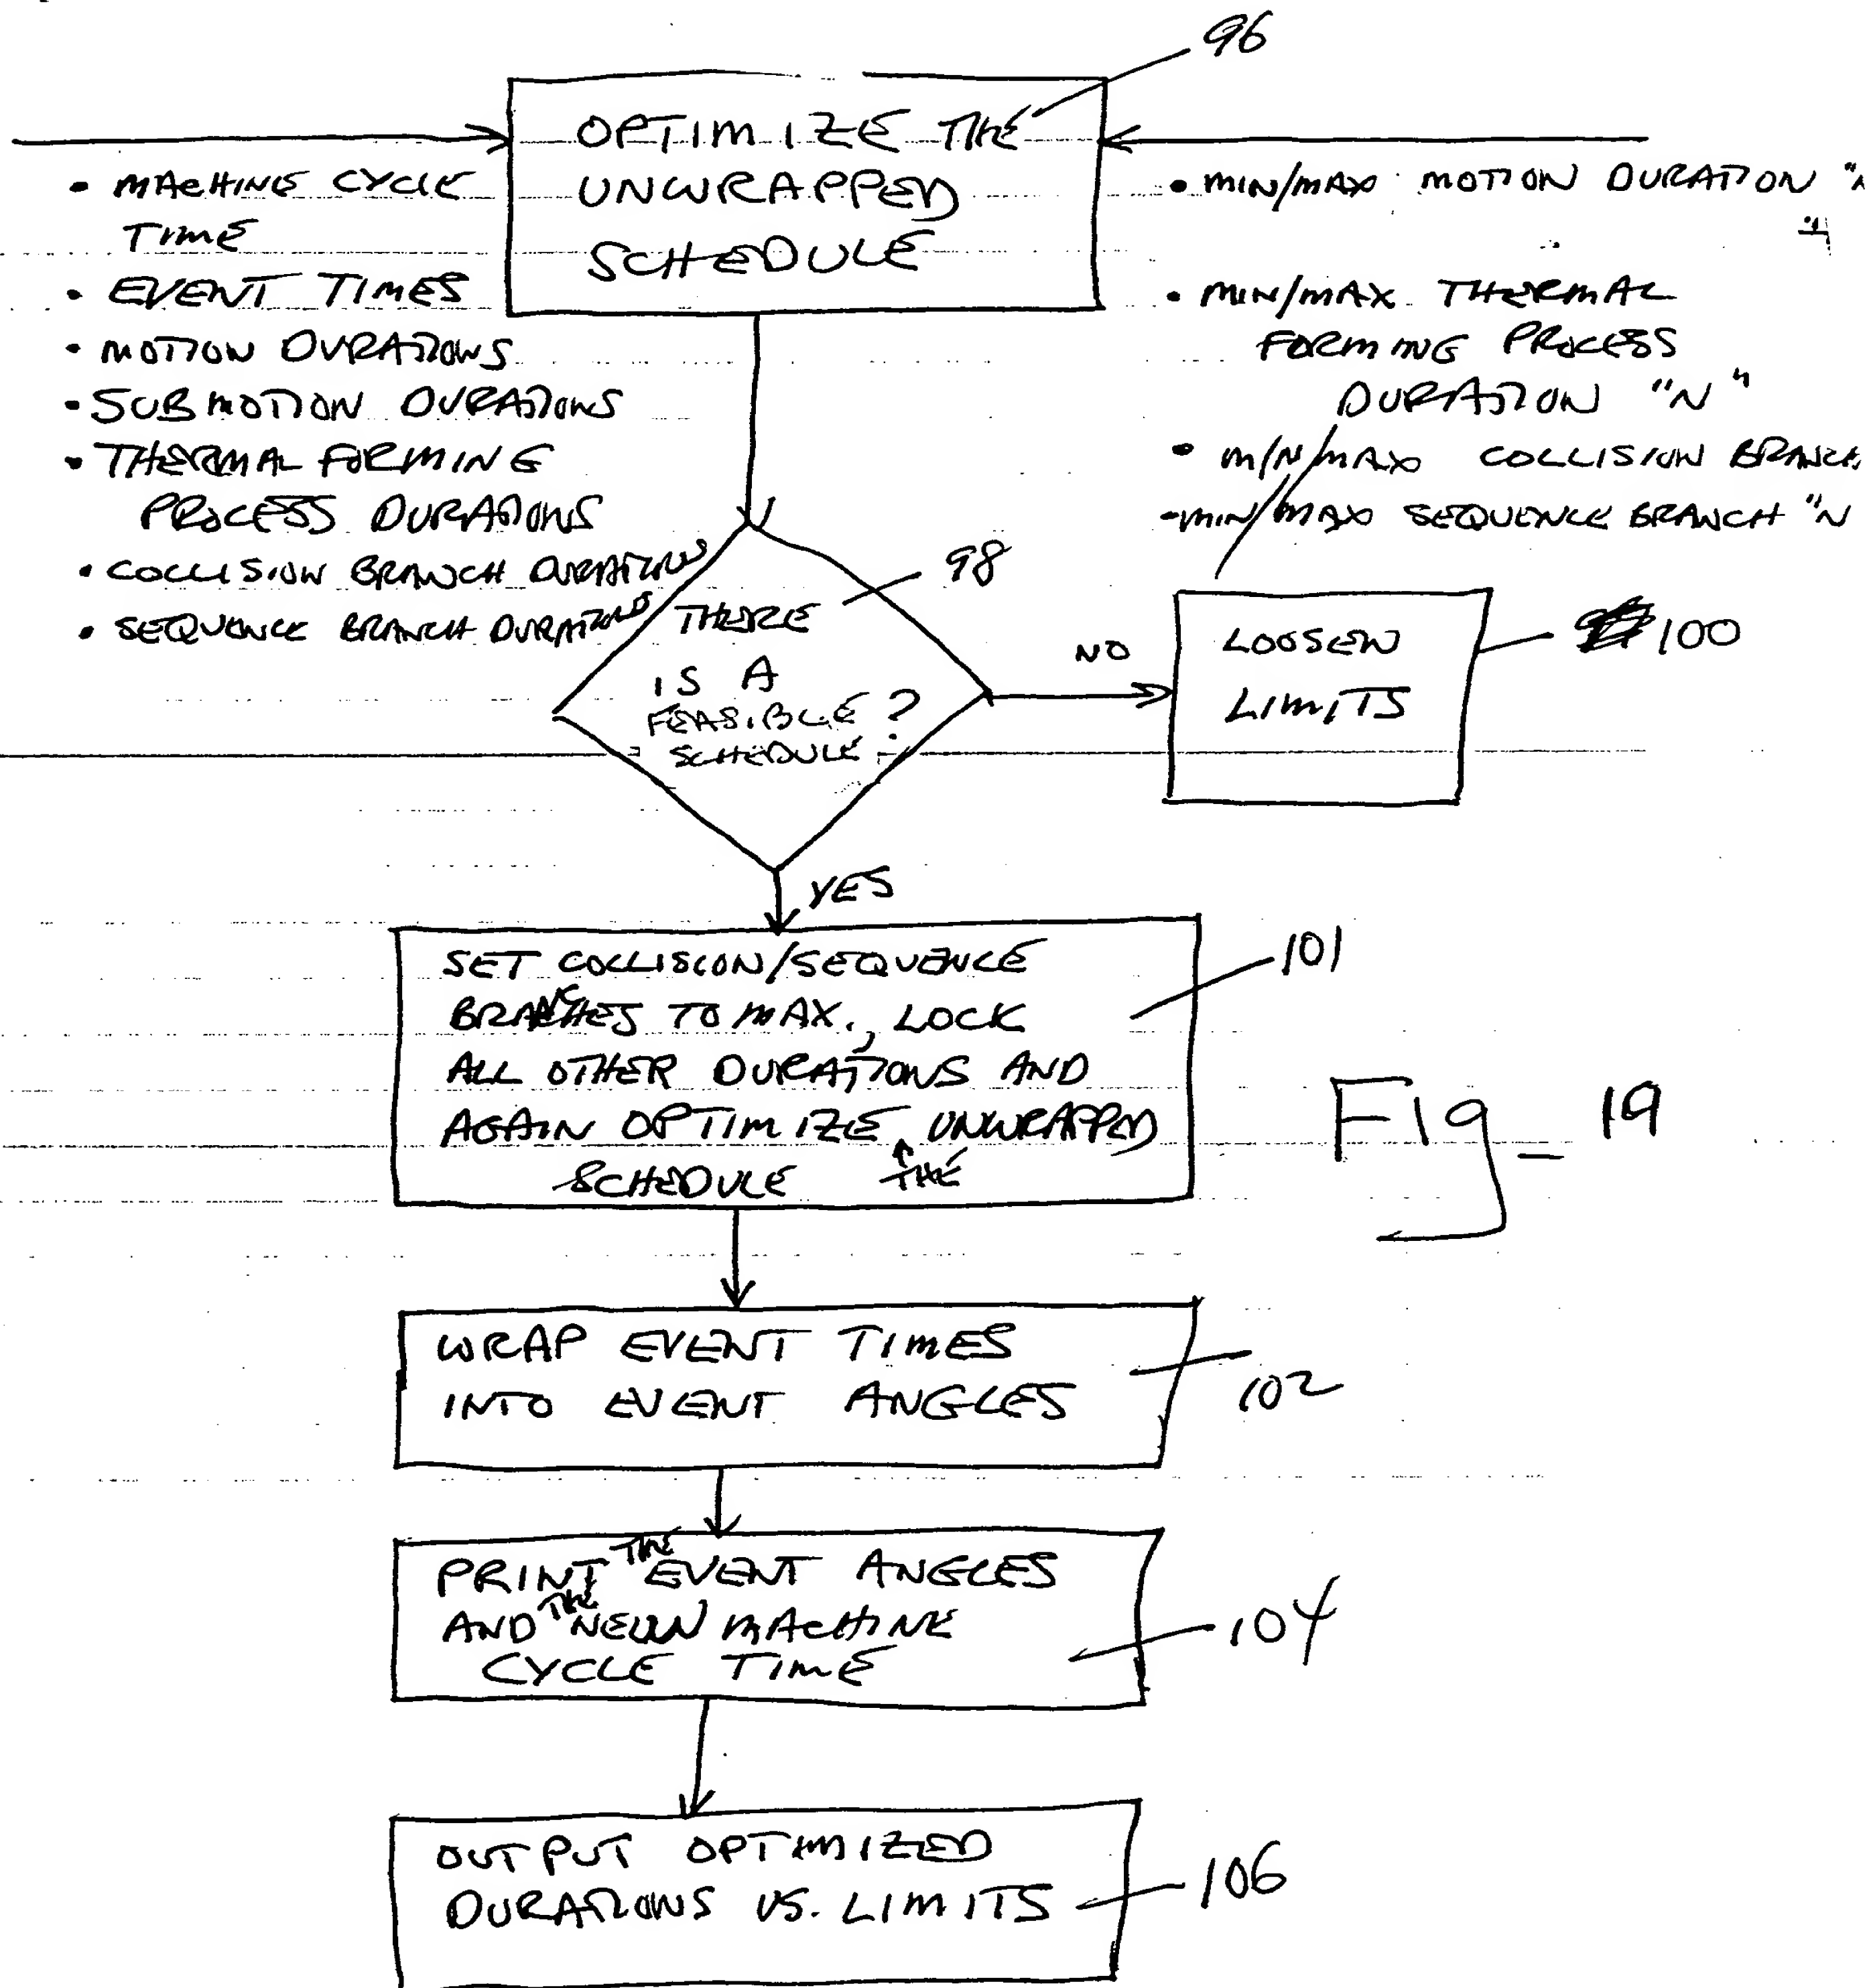 96
OPTIMIZE THE
UNWRAPPED
SCHEDULE
• MACHINE CYCLE
TIME
• EVENT TIMES
• MOTION DURATIONS
• SUBMOTION DURATIONS
• THERMAL FORMING
PROCESS DURATIONS
• COLLISION BRANCH DURATIONS
• SEQUENCE BRANCH DURATIONS
• MIN/MAX MOTION DURATION
• MIN/MAX THERMAL
FORMING PROCESS
DURATION "N"
• MIN/MAX COLLISION BRANCH
- MIN/MAX SEQUENCE BRANCH "N
98
THERE
IS A
FEASIBLE ?
SCHEDULE
NO
LOOSEN
LIMITS
100
YES
SET COLLISION/SEQUENCE
BRANCHES TO MAX., LOCK
ALL OTHER DURATIONS AND
AGAIN OPTIMIZE THE UNWRAPPED
SCHEDULE
101
Fig_ 19
WRAP EVENT TIMES
INTO EVENT ANGLES
102
PRINT THE EVENT ANGLES
AND THE NEW MACHINE
CYCLE TIME
104
OUTPUT OPTIMIZED
DURATIONS VS. LIMITS
106